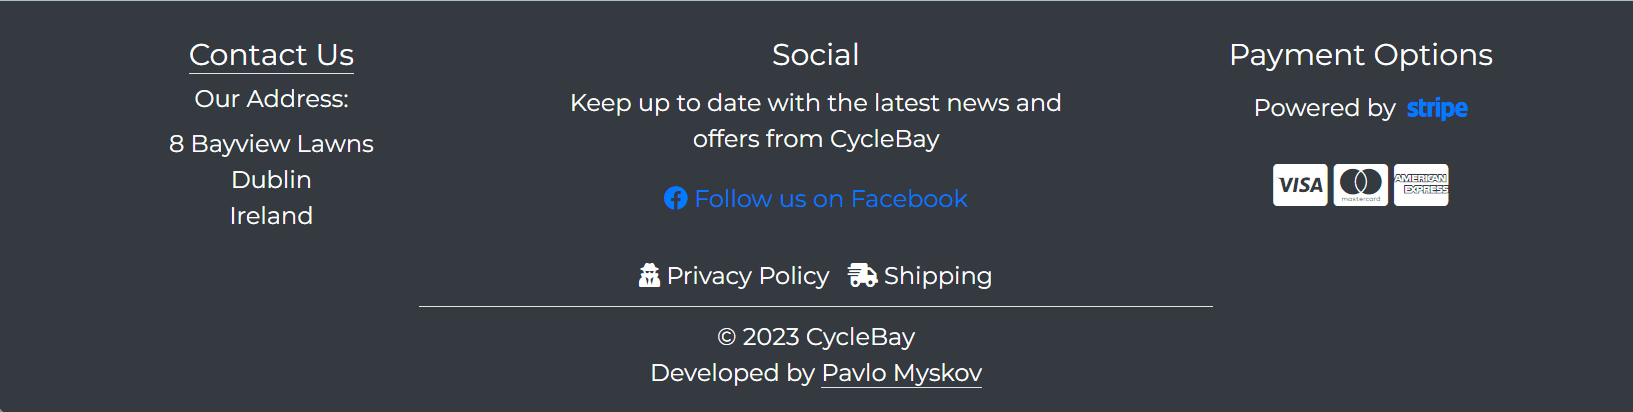 Contact Us
Our Address:
8 Bayview Lawns
Dublin
Ireland
Social
Keep up to date with the latest news and
offers from CycleBay
Follow us on Facebook
Payment Options
Powered by stripe
VISA mastercard AMERICAN EXPRESS
Privacy Policy Shipping
© 2023 CycleBay
Developed by Pavlo Myskov